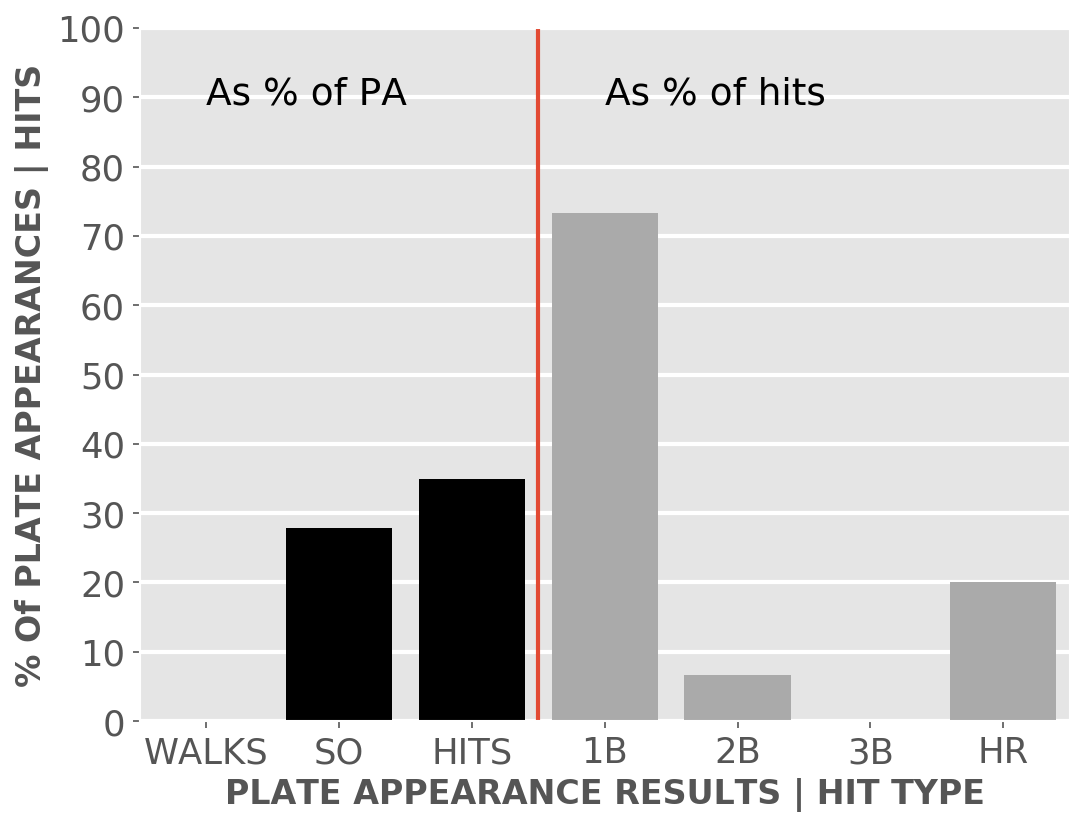 % Of PLATE APPEARANCES | HITS
100
90
80
70
60
50
40
30
20
10
0
As % of PA
As % of hits
WALKS SO HITS 1B 2B 3B HR
PLATE APPEARANCE RESULTS | HIT TYPE